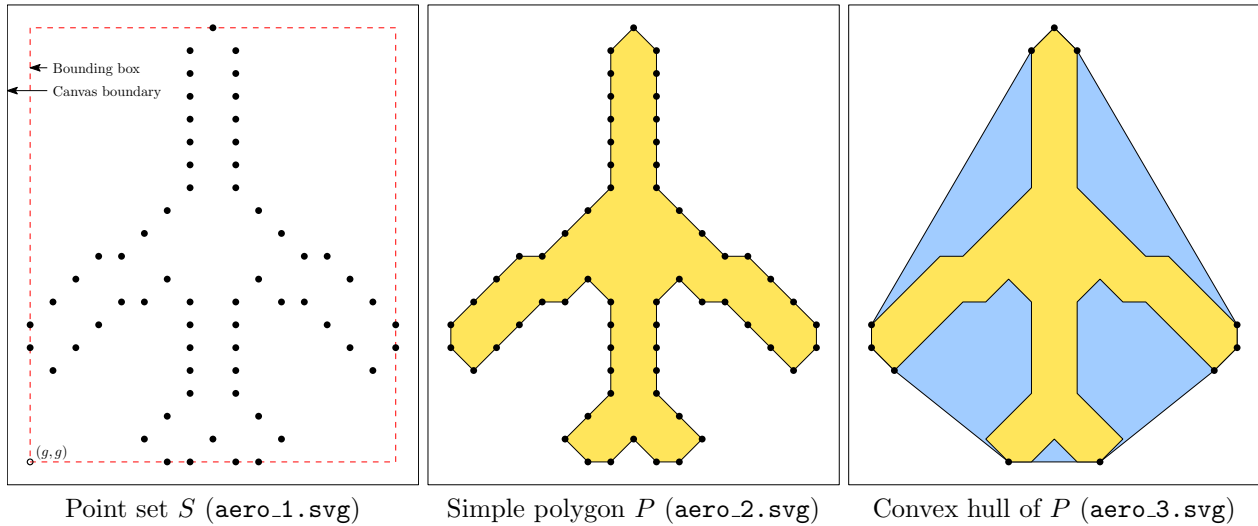 Bounding box
Canvas boundary
(g, g)
Point set S (aero_1.svg)
Simple polygon P (aero_2.svg)
Convex hull of P (aero_3.svg)